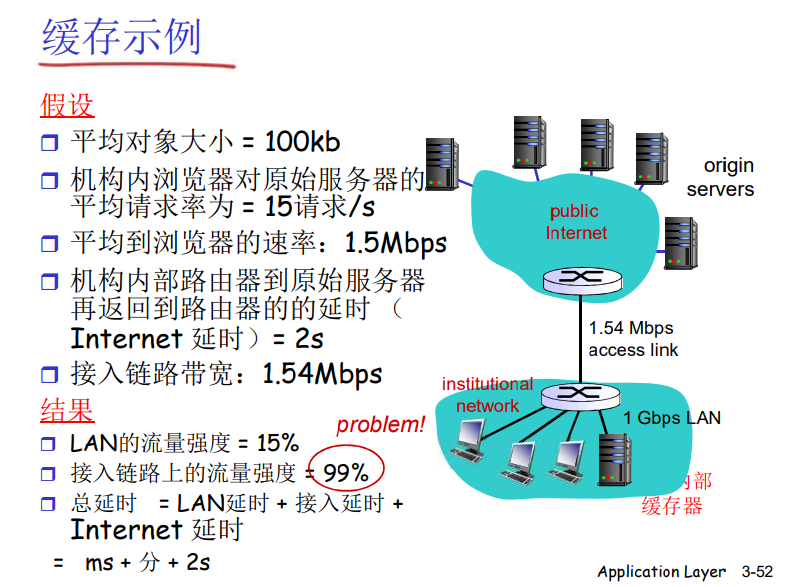 缓存示例
假设
平均对象大小 = 100kb
机构内浏览器对原始服务器的
平均请求率为 = 15请求/s
平均到浏览器的速率：1.5Mbps
机构内部路由器到原始服务器
再返回到路由器的的延时 （
Internet 延时）= 2s
接入链路带宽：1.54Mbps
结果
LAN的流量强度 = 15%
接入链路上的流量强度 = 99%
总延时 = LAN延时 + 接入延时 +
Internet 延时
= ms + 分 + 2s
problem!
origin
servers
public
Internet
1.54 Mbps
access link
institutional
network
1 Gbps LAN
内部
缓存器
Application Layer 3-52